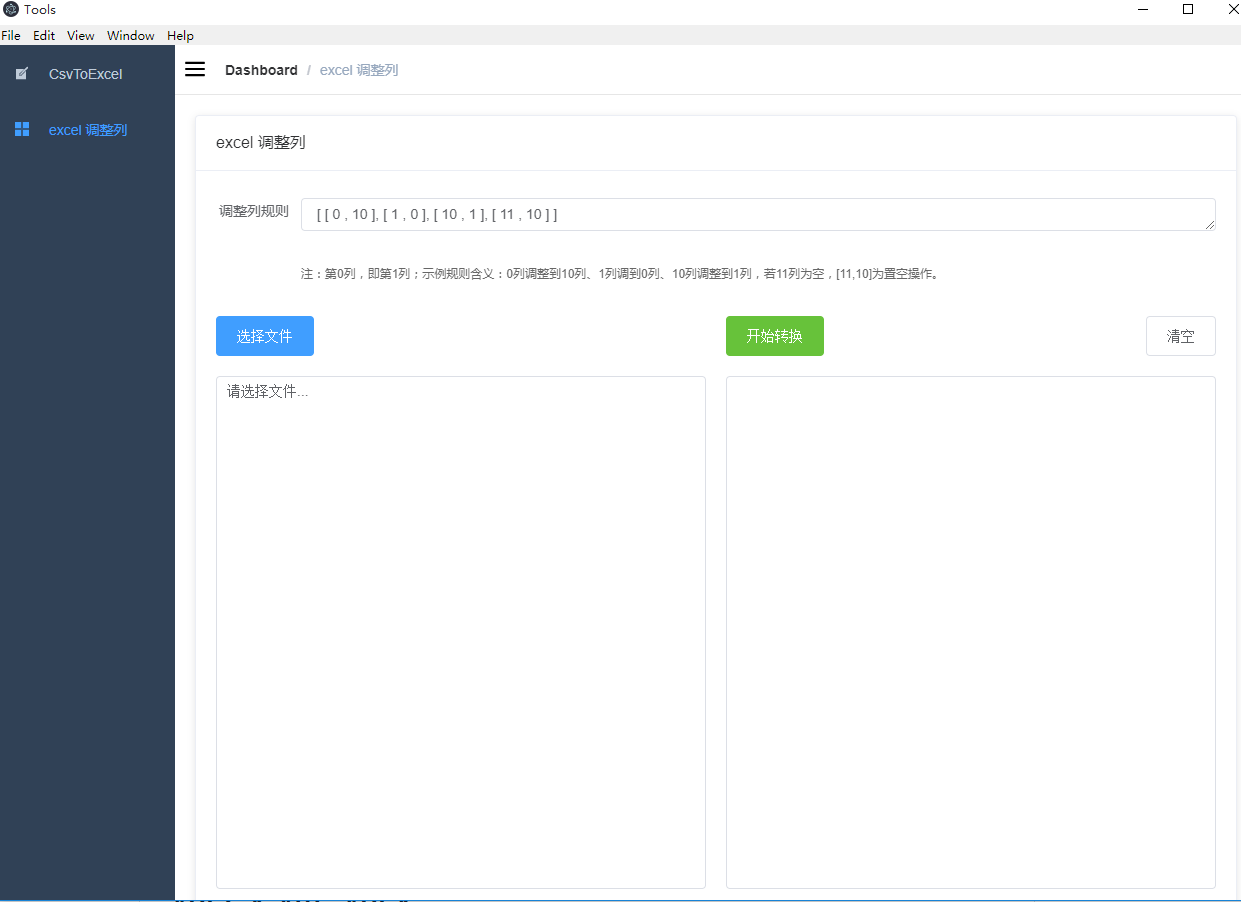 Tools
File Edit View Window Help
CsvToExcel
excel 调整列
Dashboard / excel 调整列
excel 调整列
调整列规则 [ [ 0 , 10 ], [ 1 , 0 ], [ 10 , 1 ], [ 11 , 10 ] ]
注：第0列，即第1列；示例规则含义：0列调整到10列、1列调到0列、10列调整到1列，若11列为空，[11,10]为置空操作。
选择文件 开始转换 清空
请选择文件...